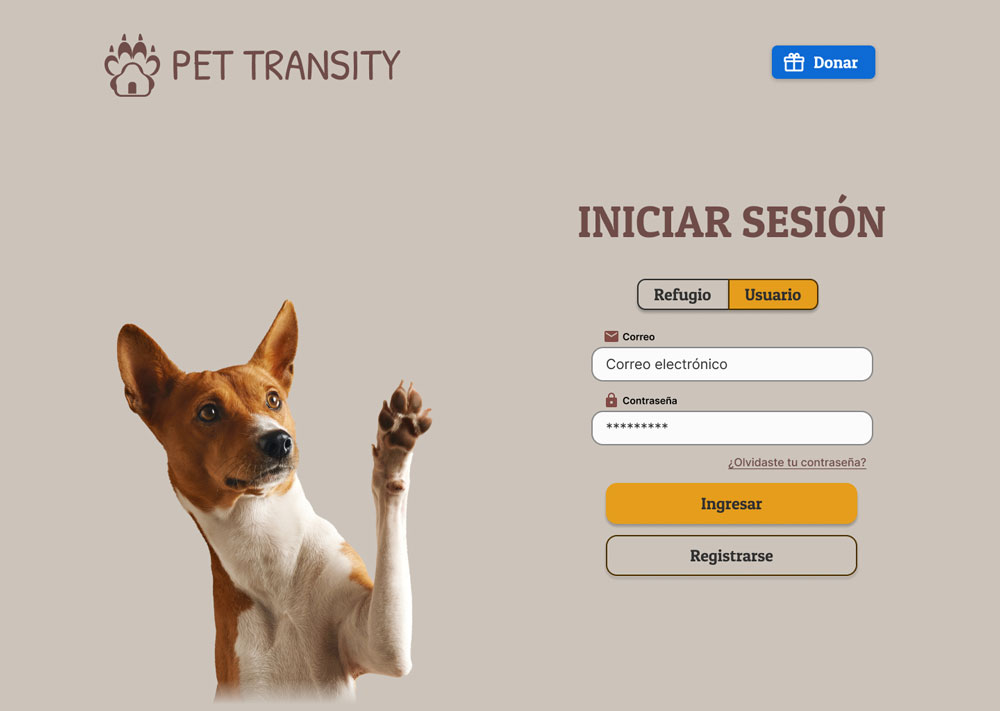 PET TRANSITY
Donar
INICIAR SESIÓN
Refugio
Usuario
Correo
Correo electrónico
Contraseña
*********
¿Olvidaste tu contraseña?
Ingresar
Registrarse